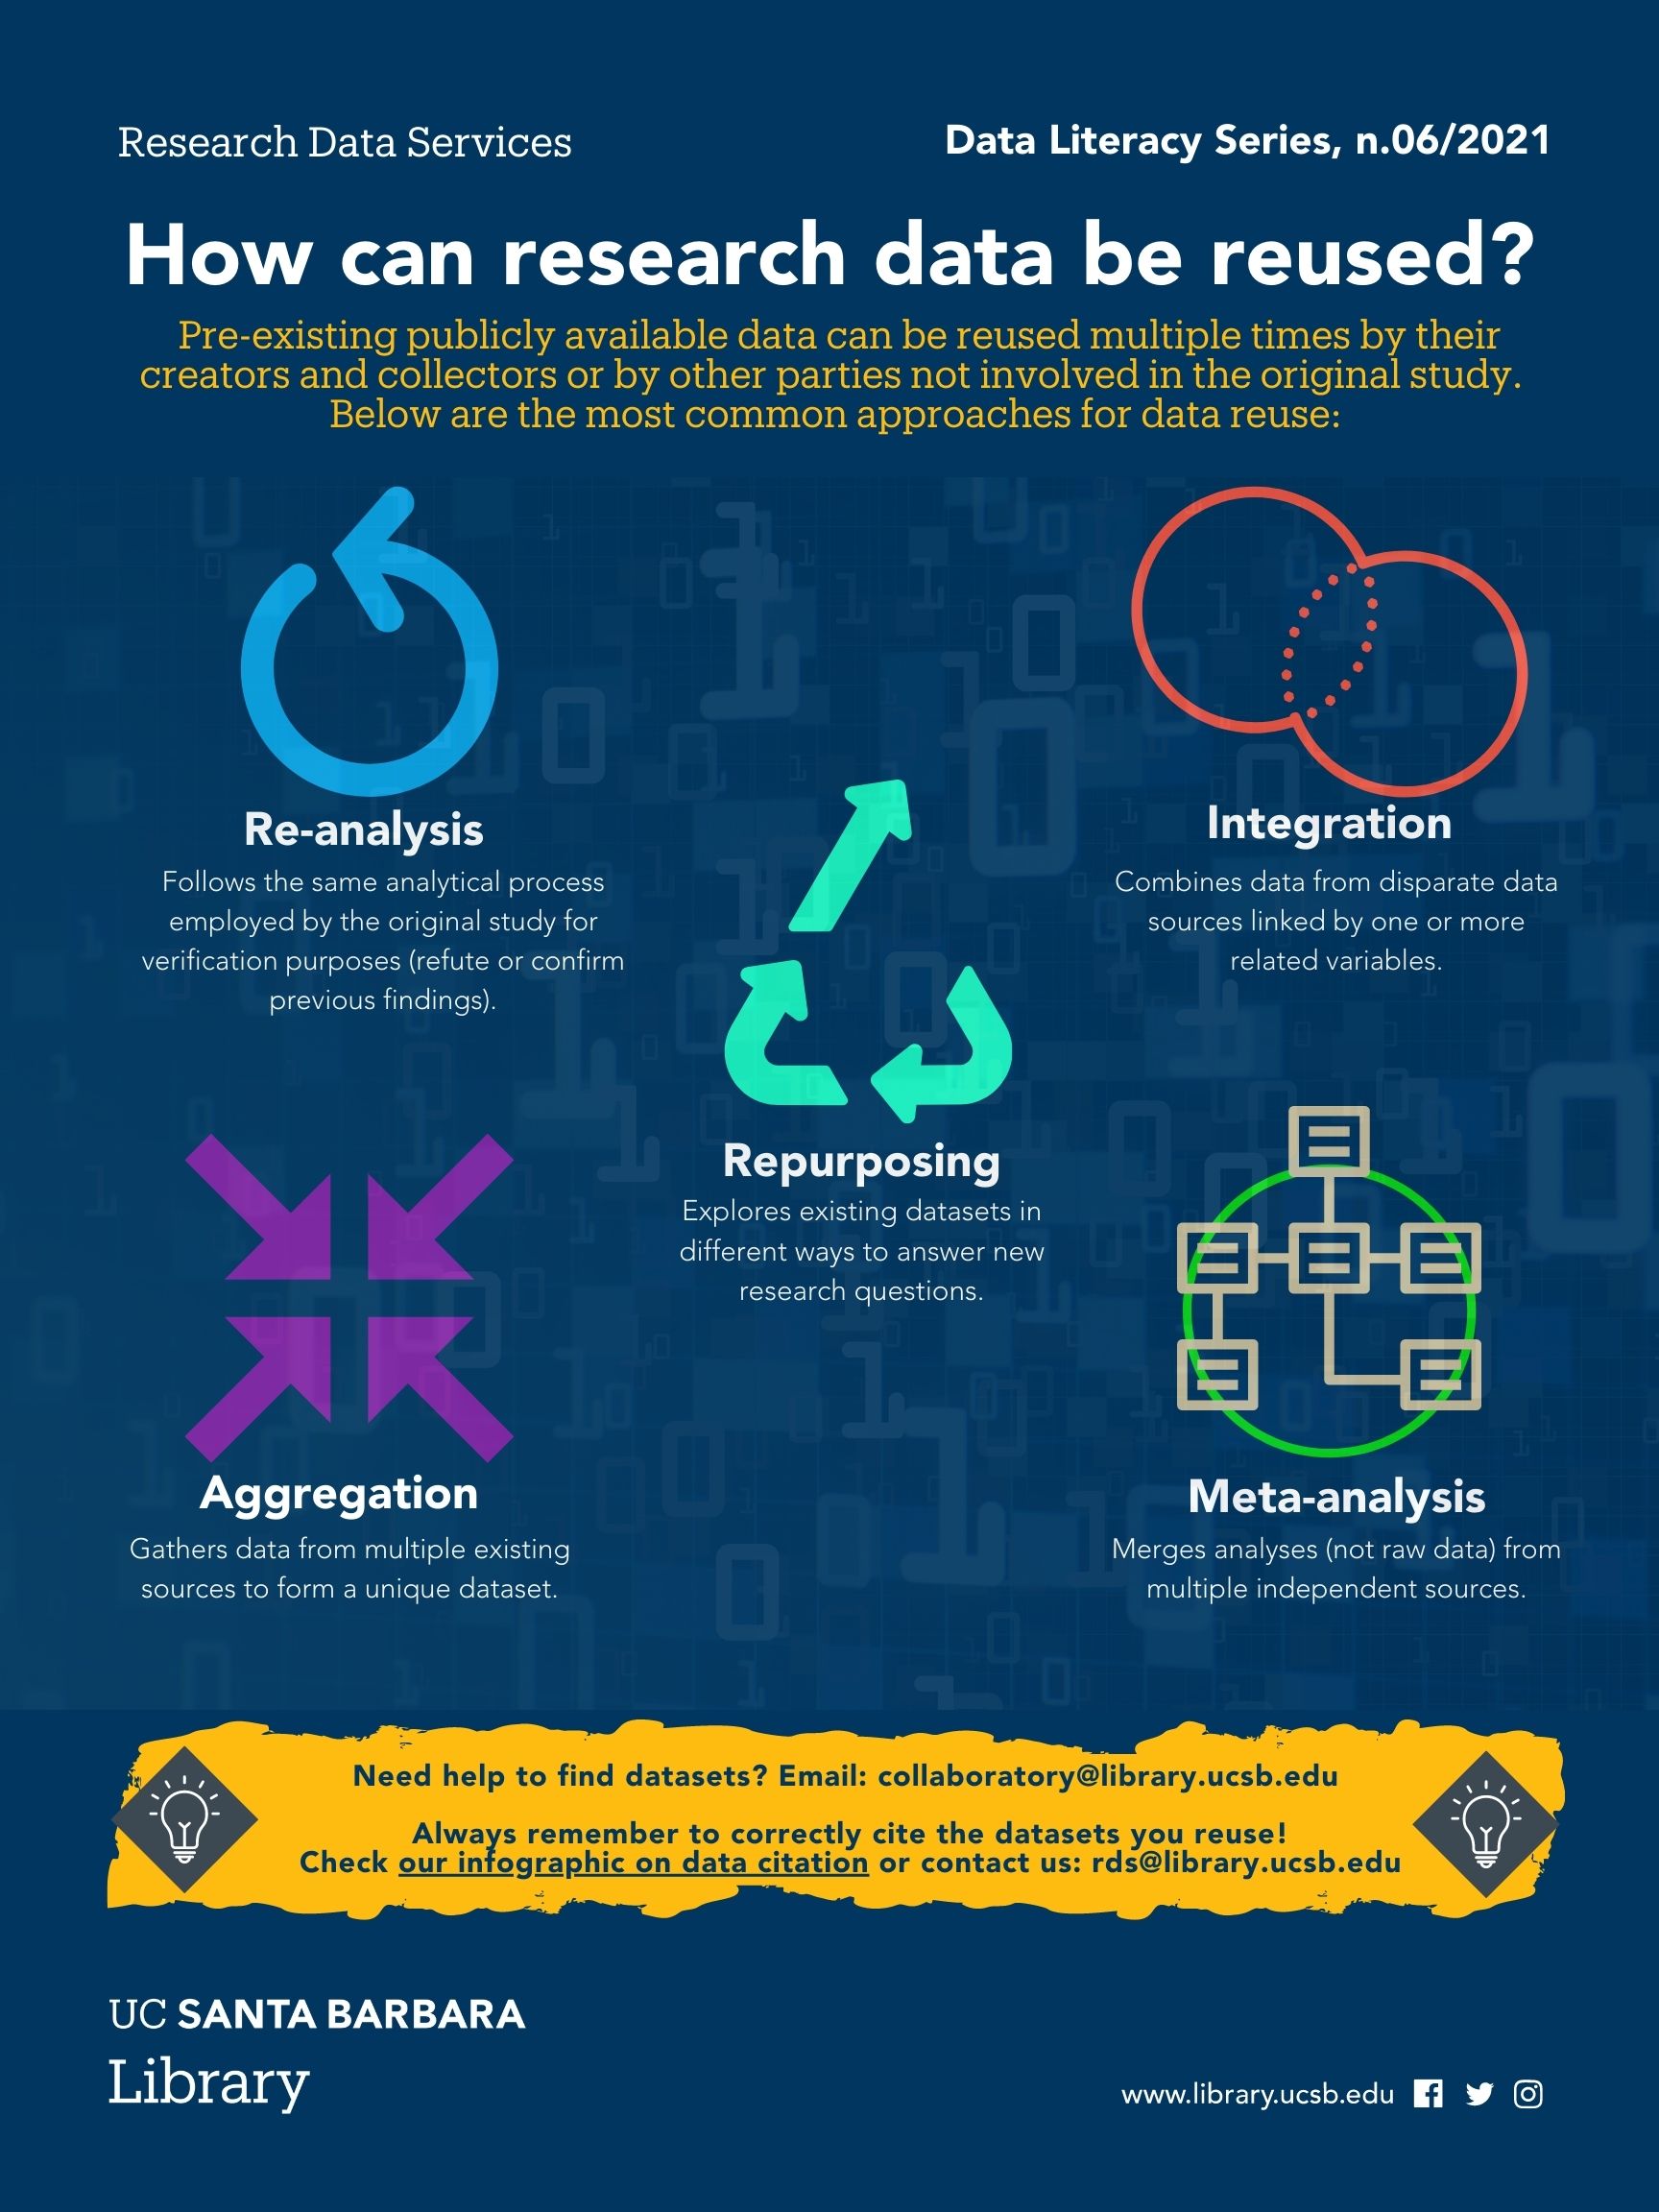 Research Data Services
Data Literacy Series, n.06/2021
How can research data be reused?
Pre-existing publicly available data can be reused multiple times by their
creators and collectors or by other parties not involved in the original study.
Below are the most common approaches for data reuse:
Re-analysis
Follows the same analytical process
employed by the original study for
verification purposes (refute or confirm
previous findings).
Integration
Combines data from disparate data
sources linked by one or more
related variables.
Repurposing
Explores existing datasets in
different ways to answer new
research questions.
Aggregation
Gathers data from multiple existing
sources to form a unique dataset.
Meta-analysis
Merges analyses (not raw data) from
multiple independent sources.
Need help to find datasets? Email: collaboratory@library.ucsb.edu
Always remember to correctly cite the datasets you reuse!
Check our infographic on data citation or contact us: rds@library.ucsb.edu
UC SANTA BARBARA
Library
www.library.ucsb.edu